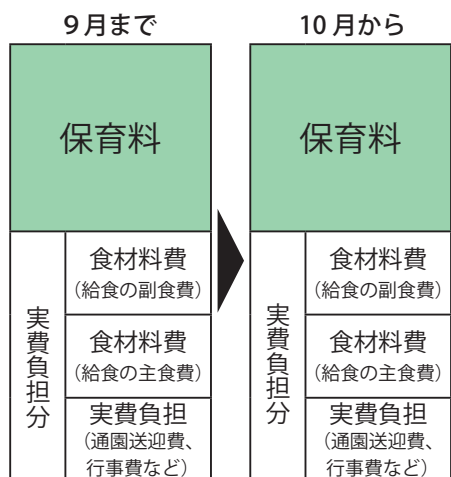 9月まで
保育料
実費負担分
食材料費
（給食の副食費）
食材料費
（給食の主食費）
実費負担
（通園送迎費、
行事費など）
10月から
保育料
実費負担分
食材料費
（給食の副食費）
食材料費
（給食の主食費）
実費負担
（通園送迎費、
行事費など）